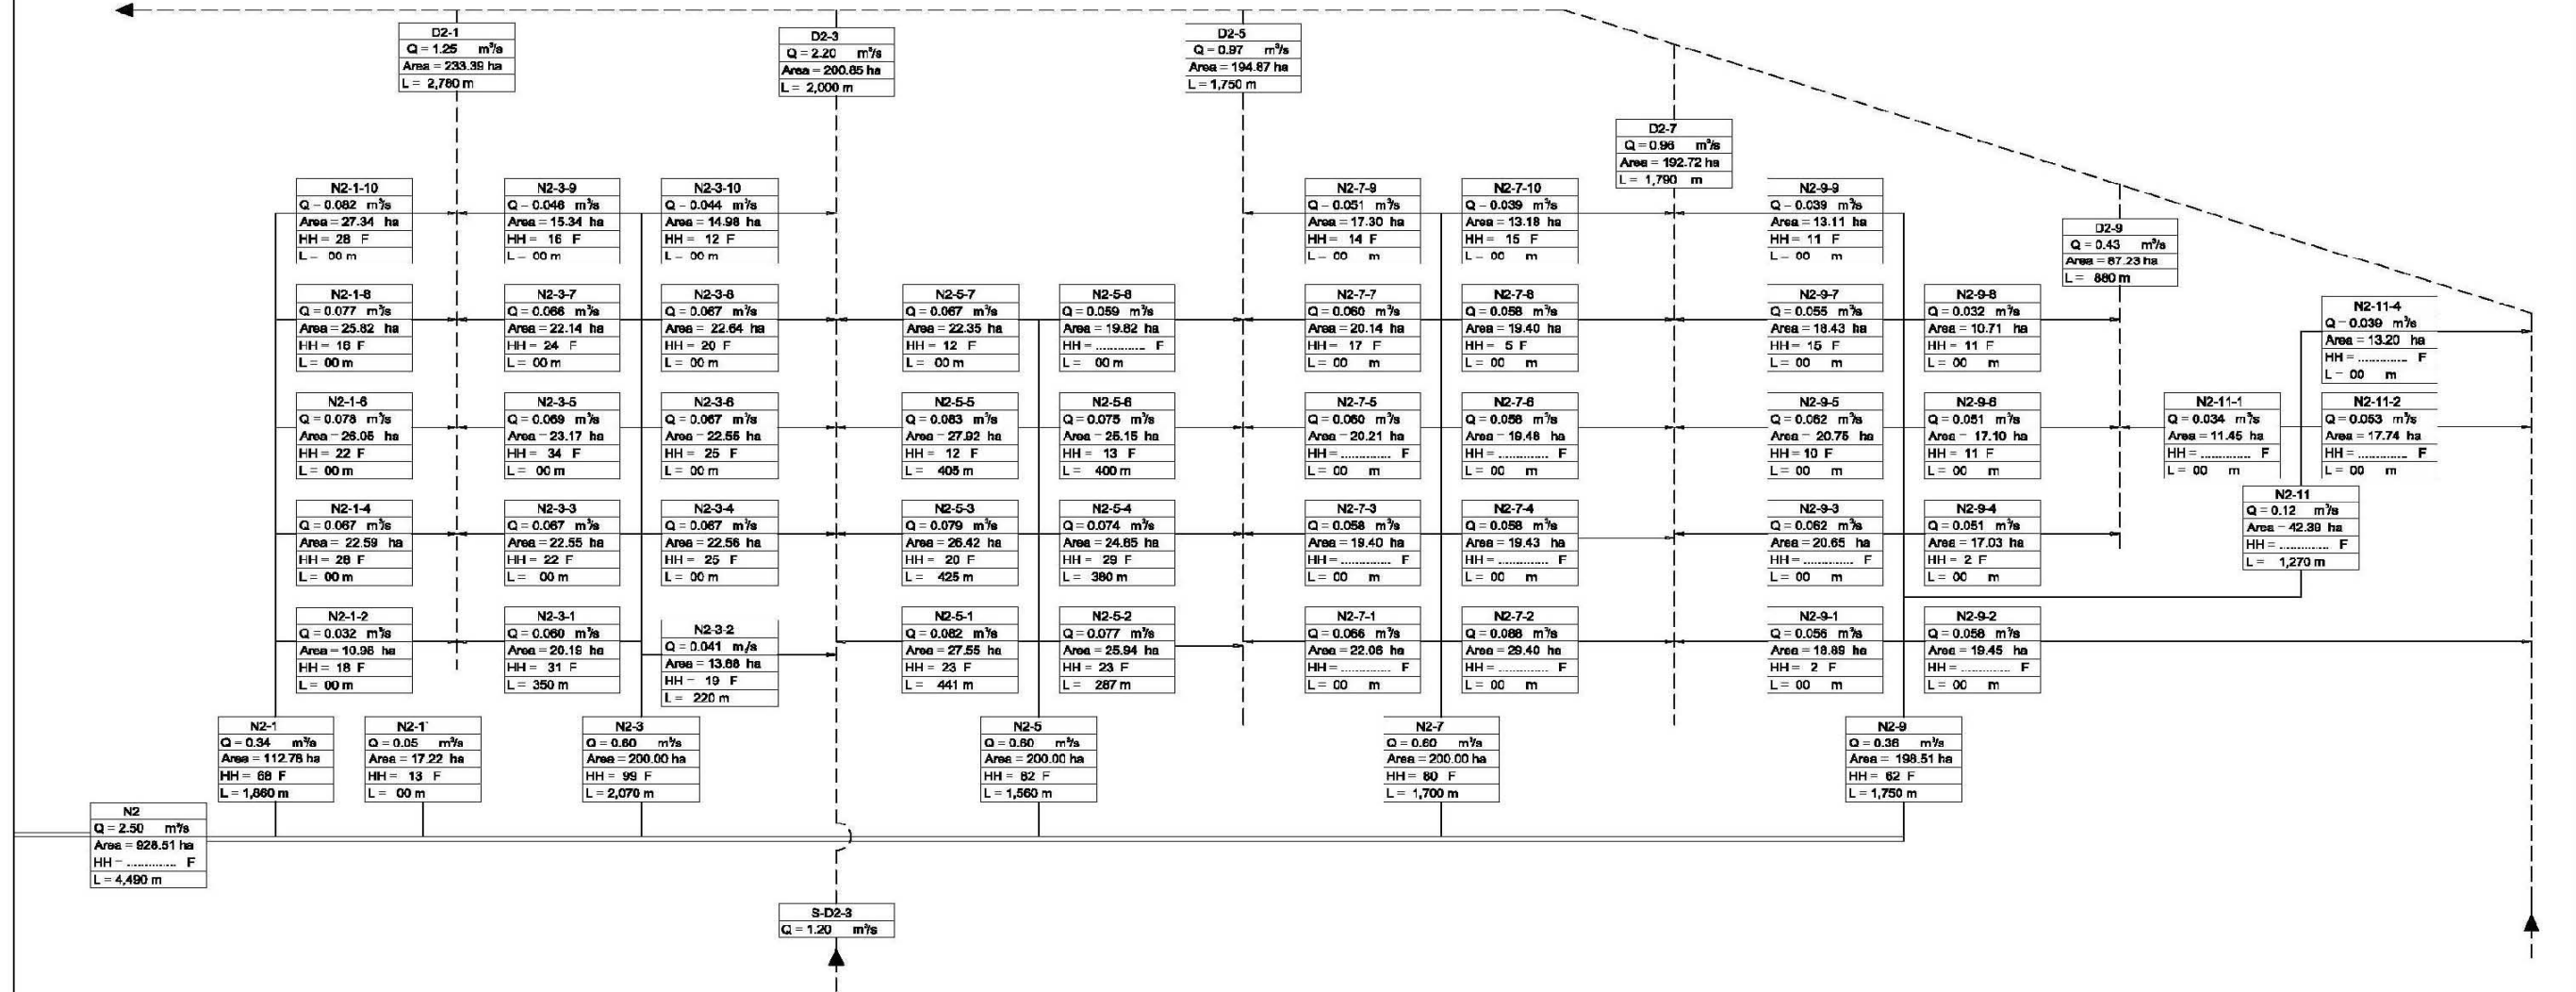 D2-1
Q = 1.25 m³/s
Area = 233.39 ha
L = 2,780 m
D2-3
Q = 2.20 m³/s
Area = 200.85 ha
L = 2,000 m
D2-5
Q = 0.97 m³/s
Area = 194.87 ha
L = 1,750 m
D2-7
Q = 0.96 m³/s
Area = 192.72 ha
L = 1,790 m
D2-9
Q = 0.43 m³/s
Area = 87.23 ha
L = 880 m
N2-1-10
Q = 0.082 m³/s
Area = 27.34 ha
HH = 28 F
L = 00 m
N2-3-9
Q = 0.046 m³/s
Area = 15.34 ha
HH = 16 F
L = 00 m
N2-3-10
Q = 0.044 m³/s
Area = 14.98 ha
HH = 12 F
L = 00 m
N2-7-9
Q = 0.051 m³/s
Area = 17.30 ha
HH = 14 F
L = 00 m
N2-7-10
Q = 0.039 m³/s
Area = 13.18 ha
HH = 15 F
L = 00 m
N2-9-9
Q = 0.039 m³/s
Area = 13.11 ha
HH = 11 F
L = 00 m
N2-1-8
Q = 0.077 m³/s
Area = 25.82 ha
HH = 16 F
L = 00 m
N2-3-7
Q = 0.066 m³/s
Area = 22.14 ha
HH = 24 F
L = 00 m
N2-3-8
Q = 0.067 m³/s
Area = 22.64 ha
HH = 20 F
L = 00 m
N2-5-7
Q = 0.067 m³/s
Area = 22.35 ha
HH = 12 F
L = 00 m
N2-5-8
Q = 0.059 m³/s
Area = 19.82 ha
HH = ............. F
L = 00 m
N2-7-7
Q = 0.060 m³/s
Area = 20.14 ha
HH = 17 F
L = 00 m
N2-7-8
Q = 0.058 m³/s
Area = 19.40 ha
HH = 5 F
L = 00 m
N2-9-7
Q = 0.055 m³/s
Area = 18.43 ha
HH = 15 F
L = 00 m
N2-9-8
Q = 0.032 m³/s
Area = 10.71 ha
HH = 11 F
L = 00 m
N2-11-4
Q = 0.039 m³/s
Area = 13.20 ha
HH = ............. F
L = 00 m
N2-1-6
Q = 0.078 m³/s
Area = 26.05 ha
HH = 22 F
L = 00 m
N2-3-5
Q = 0.069 m³/s
Area = 23.17 ha
HH = 34 F
L = 00 m
N2-3-6
Q = 0.067 m³/s
Area = 22.55 ha
HH = 25 F
L = 00 m
N2-5-5
Q = 0.083 m³/s
Area = 27.92 ha
HH = 12 F
L = 405 m
N2-5-6
Q = 0.075 m³/s
Area = 25.15 ha
HH = 13 F
L = 400 m
N2-7-5
Q = 0.060 m³/s
Area = 20.21 ha
HH = ............. F
L = 00 m
N2-7-6
Q = 0.058 m³/s
Area = 19.48 ha
HH = ............. F
L = 00 m
N2-9-5
Q = 0.062 m³/s
Area = 20.75 ha
HH = 10 F
L = 00 m
N2-9-6
Q = 0.051 m³/s
Area = 17.10 ha
HH = 11 F
L = 00 m
N2-11-1
Q = 0.034 m³/s
Area = 11.45 ha
HH = ............. F
L = 00 m
N2-11-2
Q = 0.053 m³/s
Area = 17.74 ha
HH = ............. F
L = 00 m
N2-1-4
Q = 0.067 m³/s
Area = 22.59 ha
HH = 28 F
L = 00 m
N2-3-3
Q = 0.067 m³/s
Area = 22.55 ha
HH = 22 F
L = 00 m
N2-3-4
Q = 0.067 m³/s
Area = 22.56 ha
HH = 25 F
L = 00 m
N2-5-3
Q = 0.079 m³/s
Area = 26.42 ha
HH = 20 F
L = 425 m
N2-5-4
Q = 0.074 m³/s
Area = 24.85 ha
HH = 29 F
L = 380 m
N2-7-3
Q = 0.058 m³/s
Area = 19.40 ha
HH = ............. F
L = 00 m
N2-7-4
Q = 0.058 m³/s
Area = 19.43 ha
HH = ............. F
L = 00 m
N2-9-3
Q = 0.062 m³/s
Area = 20.65 ha
HH = ............. F
L = 00 m
N2-9-4
Q = 0.051 m³/s
Area = 17.03 ha
HH = 2 F
L = 00 m
N2-11
Q = 0.12 m³/s
Area = 42.39 ha
HH = ............. F
L = 1,270 m
N2-1-2
Q = 0.032 m³/s
Area = 10.96 ha
HH = 18 F
L = 00 m
N2-3-1
Q = 0.060 m³/s
Area = 20.19 ha
HH = 31 F
L = 350 m
N2-3-2
Q = 0.041 m/s
Area = 13.88 ha
HH = 19 F
L = 220 m
N2-5-1
Q = 0.082 m³/s
Area = 27.55 ha
HH = 23 F
L = 441 m
N2-5-2
Q = 0.077 m³/s
Area = 25.94 ha
HH = 23 F
L = 287 m
N2-7-1
Q = 0.066 m³/s
Area = 22.06 ha
HH = ............. F
L = 00 m
N2-7-2
Q = 0.088 m³/s
Area = 29.40 ha
HH = ............. F
L = 00 m
N2-9-1
Q = 0.056 m³/s
Area = 18.89 ha
HH = 2 F
L = 00 m
N2-9-2
Q = 0.058 m³/s
Area = 19.45 ha
HH = ............. F
L = 00 m
N2-1
Q = 0.34 m³/s
Area = 112.76 ha
HH = 68 F
L = 1,860 m
N2-1'
Q = 0.05 m³/s
Area = 17.22 ha
HH = 13 F
L = 00 m
N2-3
Q = 0.60 m³/s
Area = 200.00 ha
HH = 99 F
L = 2,070 m
N2-5
Q = 0.60 m³/s
Area = 200.00 ha
HH = 82 F
L = 1,560 m
N2-7
Q = 0.60 m³/s
Area = 200.00 ha
HH = 80 F
L = 1,700 m
N2-9
Q = 0.36 m³/s
Area = 198.51 ha
HH = 62 F
L = 1,750 m
N2
Q = 2.50 m³/s
Area = 928.51 ha
HH = ............. F
L = 4,490 m
S-D2-3
Q = 1.20 m³/s